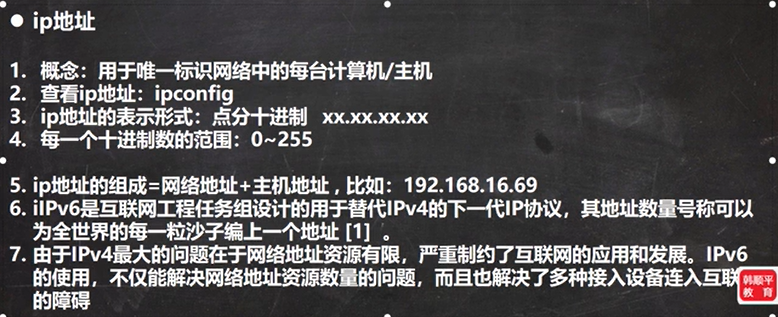 ● ip地址
1. 概念：用于唯一标识网络中的每台计算机/主机
2. 查看ip地址：ipconfig
3. ip地址的表示形式：点分十进制 xx.xx.xx.xx
4. 每一个十进制数的范围：0~255
5. ip地址的组成=网络地址+主机地址，比如：192.168.16.69
6. iIPv6是互联网工程任务组设计的用于替代IPv4的下一代IP协议，其地址数量号称可以
为全世界的每一粒沙子编上一个地址 [1] 。
7. 由于IPv4最大的问题在于网络地址资源有限，严重制约了互联网的应用和发展。IPv6
的使用，不仅能解决网络地址资源数量的问题，而且也解决了多种接入设备连入互联
的障碍
韩顺平
教育